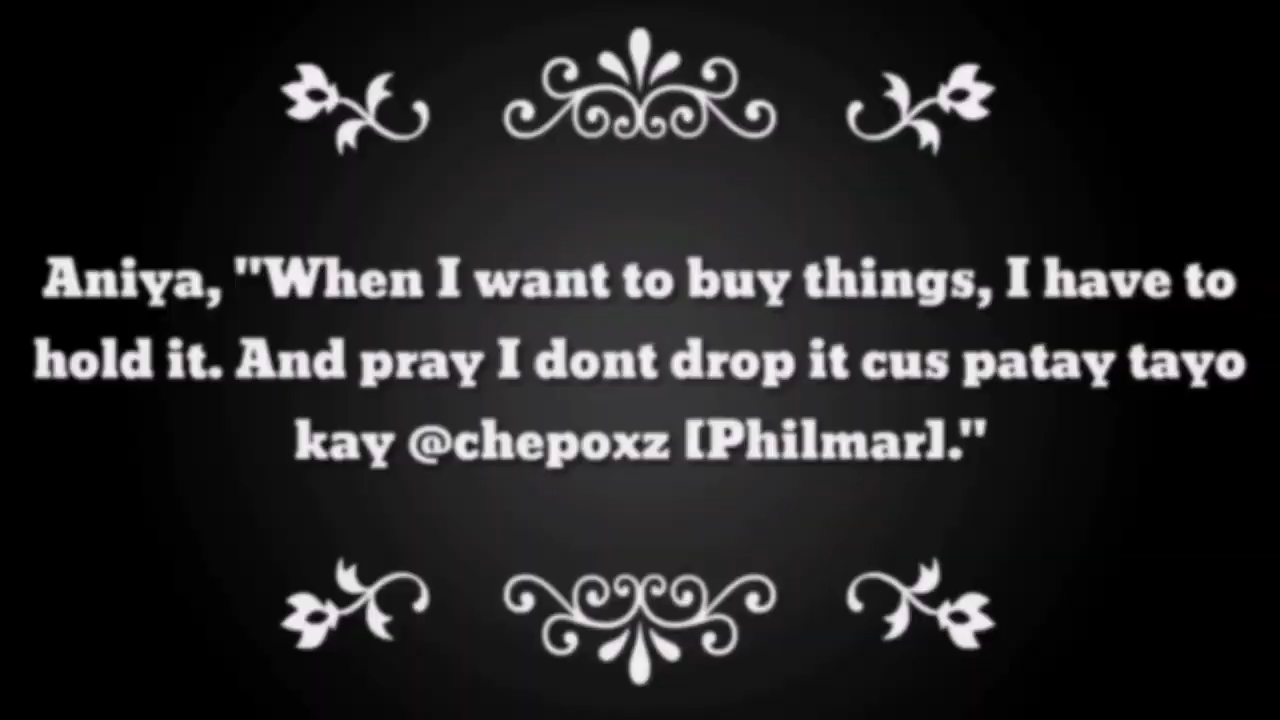 Aniya, "When I want to buy things, I have to
hold it. And pray I dont drop it cus patay tayo
kay @chepoxz [Philmar]."